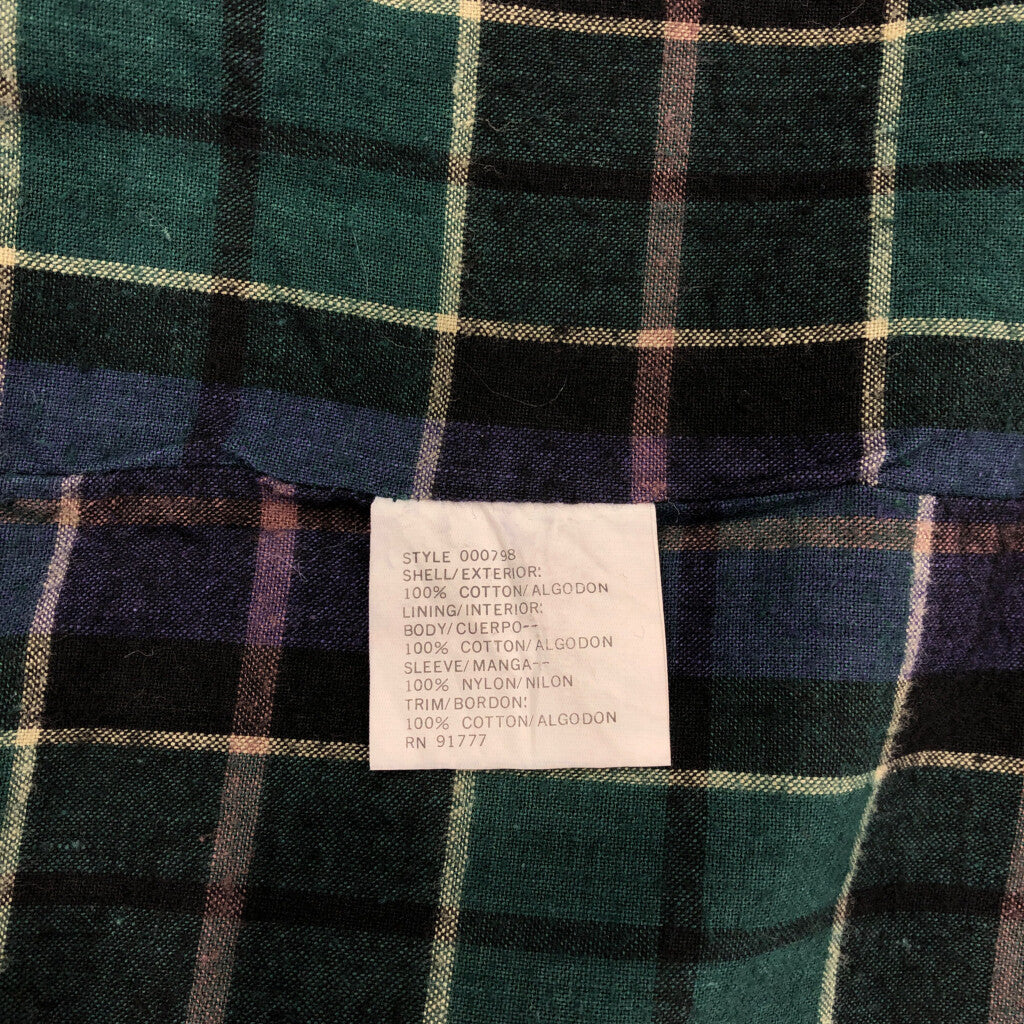 STYLE 000798
SHELL/EXTERIOR:
100% COTTON/ALGODON
LINING/INTERIOR:
BODY/CUERPO--
100% COTTON/ALGODON
SLEEVE/MANGA--
100% NYLON/NILON
TRIM/BORDON:
100% COTTON/ALGODON
RN 91777